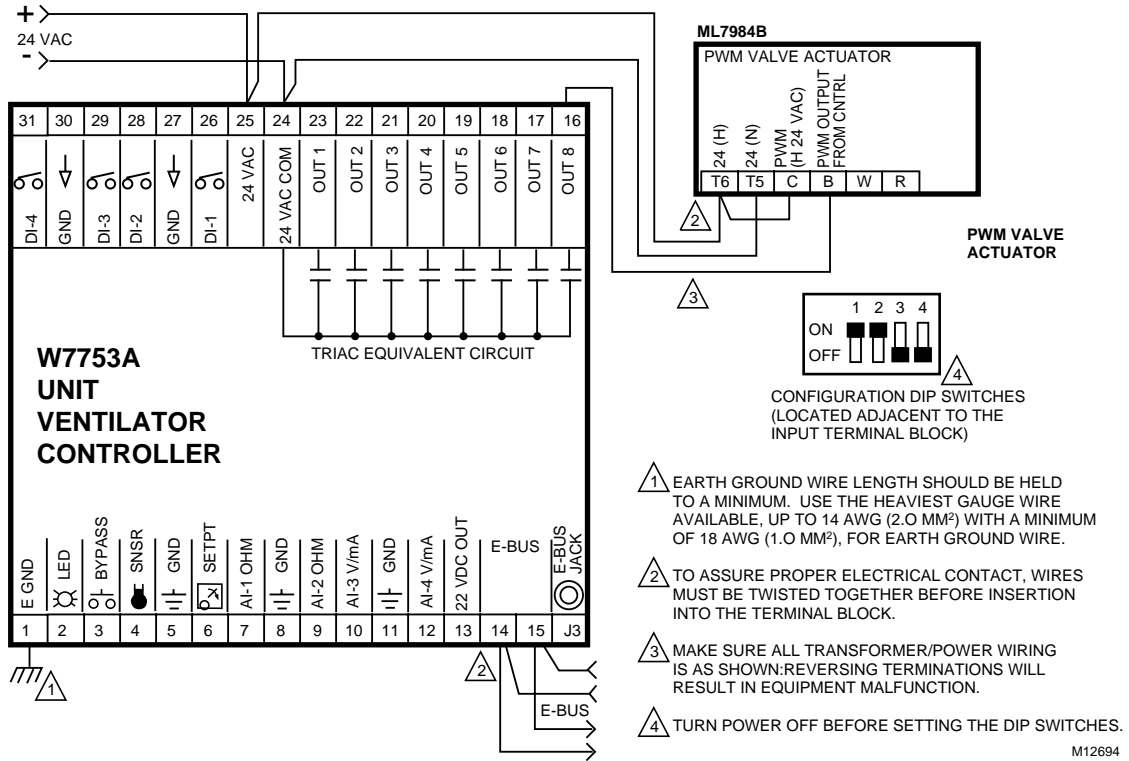 +
24 VAC
-
31 30 29 28 27 26 25 24 23 22 21 20 19 18 17 16
DI-4
GND
DI-3
DI-2
GND
DI-1
24 VAC
24 VAC COM
OUT 1
OUT 2
OUT 3
OUT 4
OUT 5
OUT 6
OUT 7
OUT 8
TRIAC EQUIVALENT CIRCUIT
W7753A
UNIT
VENTILATOR
CONTROLLER
E GND
LED
BYPASS
SNSR
GND
SETPT
AI-1 OHM
GND
AI-2 OHM
AI-3 V/mA
GND
AI-4 V/mA
22 VDC OUT
E-BUS
E-BUS
JACK
1 2 3 4 5 6 7 8 9 10 11 12 13 14 15 J3
1
2
E-BUS
ML7984B
PWM VALVE ACTUATOR
24 (H)
24 (N)
PWM
(H 24 VAC)
PWM OUTPUT
FROM CNTRL
T6 T5 C B W R
2
3
PWM VALVE
ACTUATOR
1 2 3 4
ON
OFF
4
CONFIGURATION DIP SWITCHES
(LOCATED ADJACENT TO THE
INPUT TERMINAL BLOCK)
1 EARTH GROUND WIRE LENGTH SHOULD BE HELD
TO A MINIMUM. USE THE HEAVIEST GAUGE WIRE
AVAILABLE, UP TO 14 AWG (2.O MM²) WITH A MINIMUM
OF 18 AWG (1.O MM²), FOR EARTH GROUND WIRE.
2 TO ASSURE PROPER ELECTRICAL CONTACT, WIRES
MUST BE TWISTED TOGETHER BEFORE INSERTION
INTO THE TERMINAL BLOCK.
3 MAKE SURE ALL TRANSFORMER/POWER WIRING
IS AS SHOWN:REVERSING TERMINATIONS WILL
RESULT IN EQUIPMENT MALFUNCTION.
4 TURN POWER OFF BEFORE SETTING THE DIP SWITCHES.
M12694